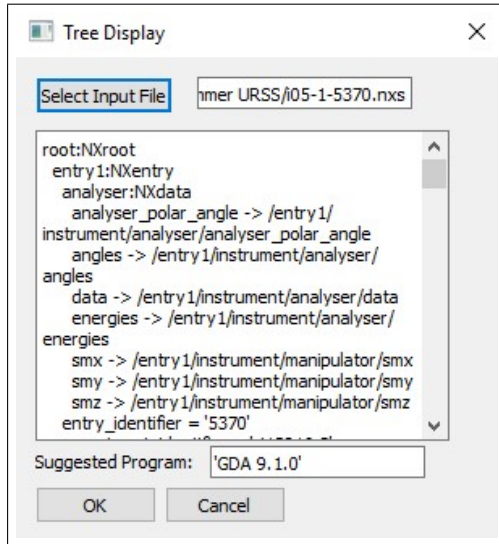 Tree Display
Select Input File
nmer URSS/i05-1-5370.nxs
root:NXroot
entry1:NXentry
analyser:NXdata
analyser_polar_angle -> /entry1/
instrument/analyser/analyser_polar_angle
angles -> /entry1/instrument/analyser/
angles
data -> /entry1/instrument/analyser/data
energies -> /entry1/instrument/analyser/
energies
smx -> /entry1/instrument/manipulator/smx
smy -> /entry1/instrument/manipulator/smy
smz -> /entry1/instrument/manipulator/smz
entry_identifier = '5370'
Suggested Program:
'GDA 9.1.0'
OK
Cancel